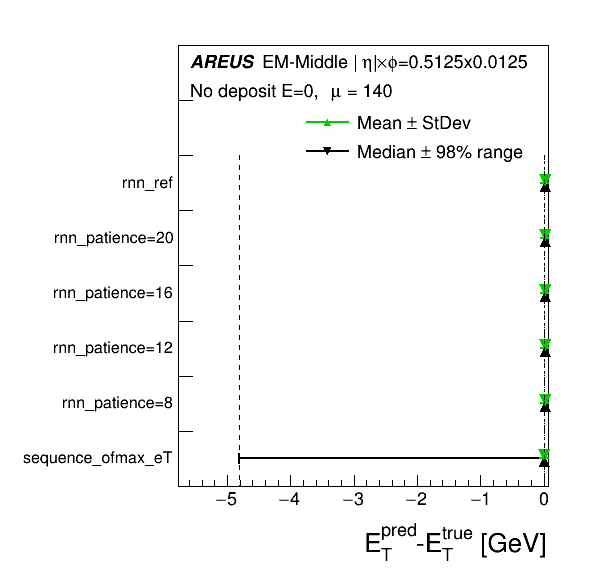 AREUS EM-Middle |η|×ϕ=0.5125x0.0125
No deposit E=0, μ = 140
Mean ± StDev
Median ± 98% range
rnn_ref
rnn_patience=20
rnn_patience=16
rnn_patience=12
rnn_patience=8
sequence_ofmax_eT
−5 −4 −3 −2 −1 0
E_T^pred-E_T^true [GeV]